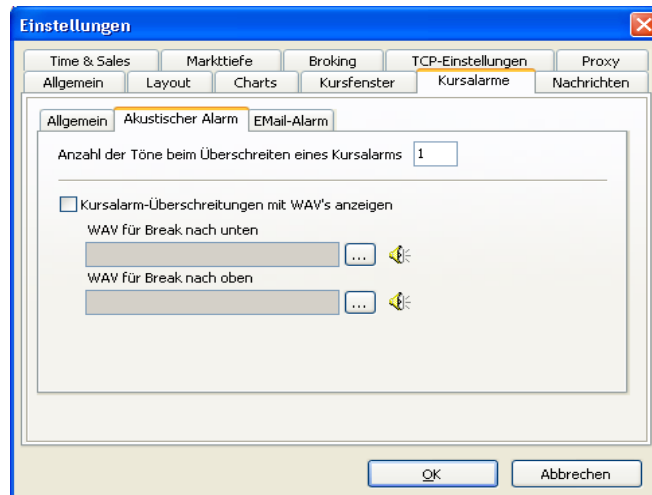 Einstellungen
Time & Sales Markttiefe Broking TCP-Einstellungen Proxy
Allgemein Layout Charts Kursfenster Kursalarme Nachrichten
Allgemein Akustischer Alarm EMail-Alarm
Anzahl der Töne beim Überschreiten eines Kursalarms 1
Kursalarm-Überschreitungen mit WAV's anzeigen
WAV für Break nach unten
...
WAV für Break nach oben
...
OK Abbrechen